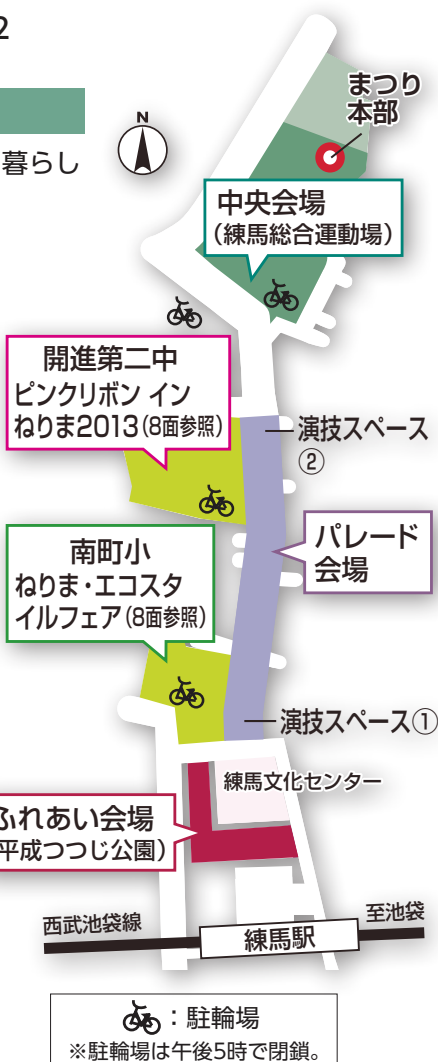 2
暮らし
N
まつり
本部
中央会場
(練馬総合運動場)
開進第二中
ピンクリボン イン
ねりま2013(8面参照)
演技スペース
②
パレード
会場
南町小
ねりま・エコスタ
イルフェア(8面参照)
演技スペース①
練馬文化センター
ふれあい会場
平成つつじ公園)
西武池袋線
練馬駅
至池袋
：駐輪場
※駐輪場は午後5時で閉鎖。